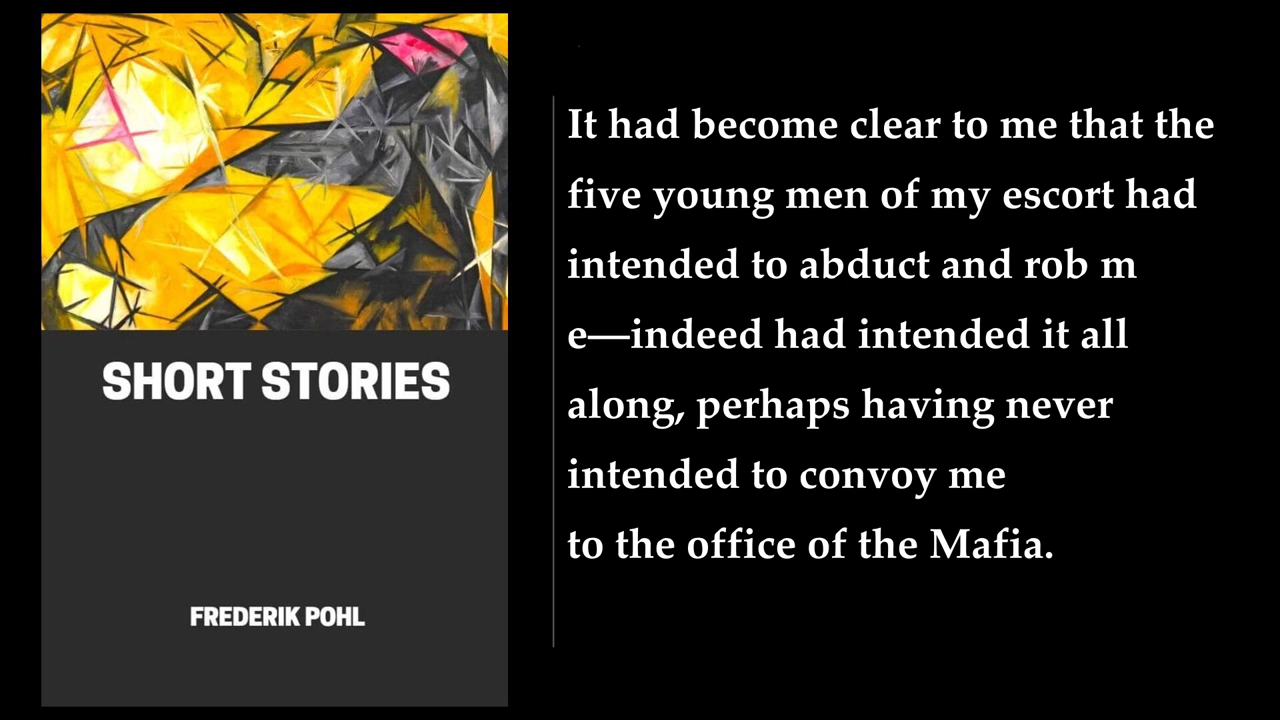 SHORT STORIES
FREDERIK POHL
It had become clear to me that the
five young men of my escort had
intended to abduct and rob m
e—indeed had intended it all
along, perhaps having never
intended to convoy me
to the office of the Mafia.